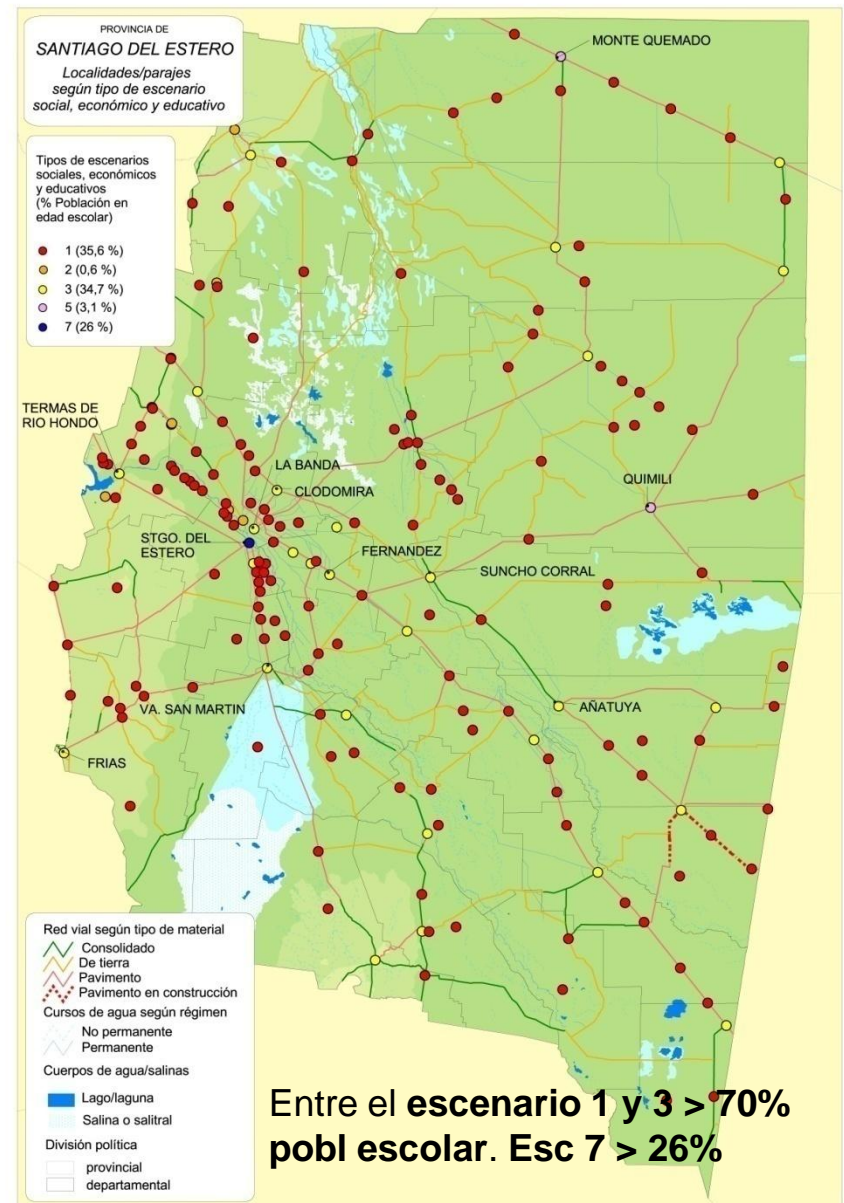 PROVINCIA DE
SANTIAGO DEL ESTERO
Localidades/parajes
según tipo de escenario
social, económico y educativo
Tipos de escenarios
sociales, económicos
y educativos
(% Población en
edad escolar)
1 (35,6 %)
2 (0,6 %)
3 (34,7 %)
5 (3,1 %)
7 (26 %)
MONTE QUEMADO
TERMAS DE
RIO HONDO
LA BANDA
CLODOMIRA
QUIMILI
STGO. DEL
ESTERO
FERNANDEZ
SUNCHO CORRAL
VA. SAN MARTIN
AÑATUYA
FRIAS
Red vial según tipo de material
Consolidado
De tierra
Pavimento
Pavimento en construcción
Cursos de agua según régimen
No permanente
Permanente
Cuerpos de agua/salinas
Lago/laguna
Salina o salitral
División política
provincial
departamental
Entre el escenario 1 y 3 > 70%
pobl escolar. Esc 7 > 26%